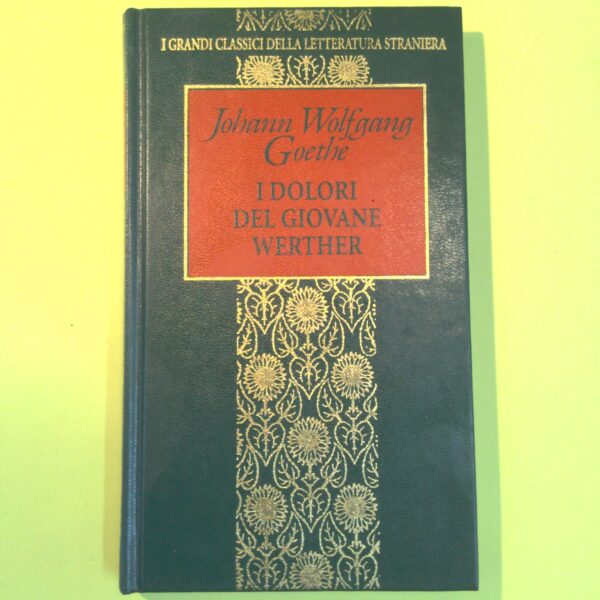 I GRANDI CLASSICI DELLA LETTERATURA STRANIERA
Johann Wolfgang
Goethe
I DOLORI
DEL GIOVANE
WERTHER